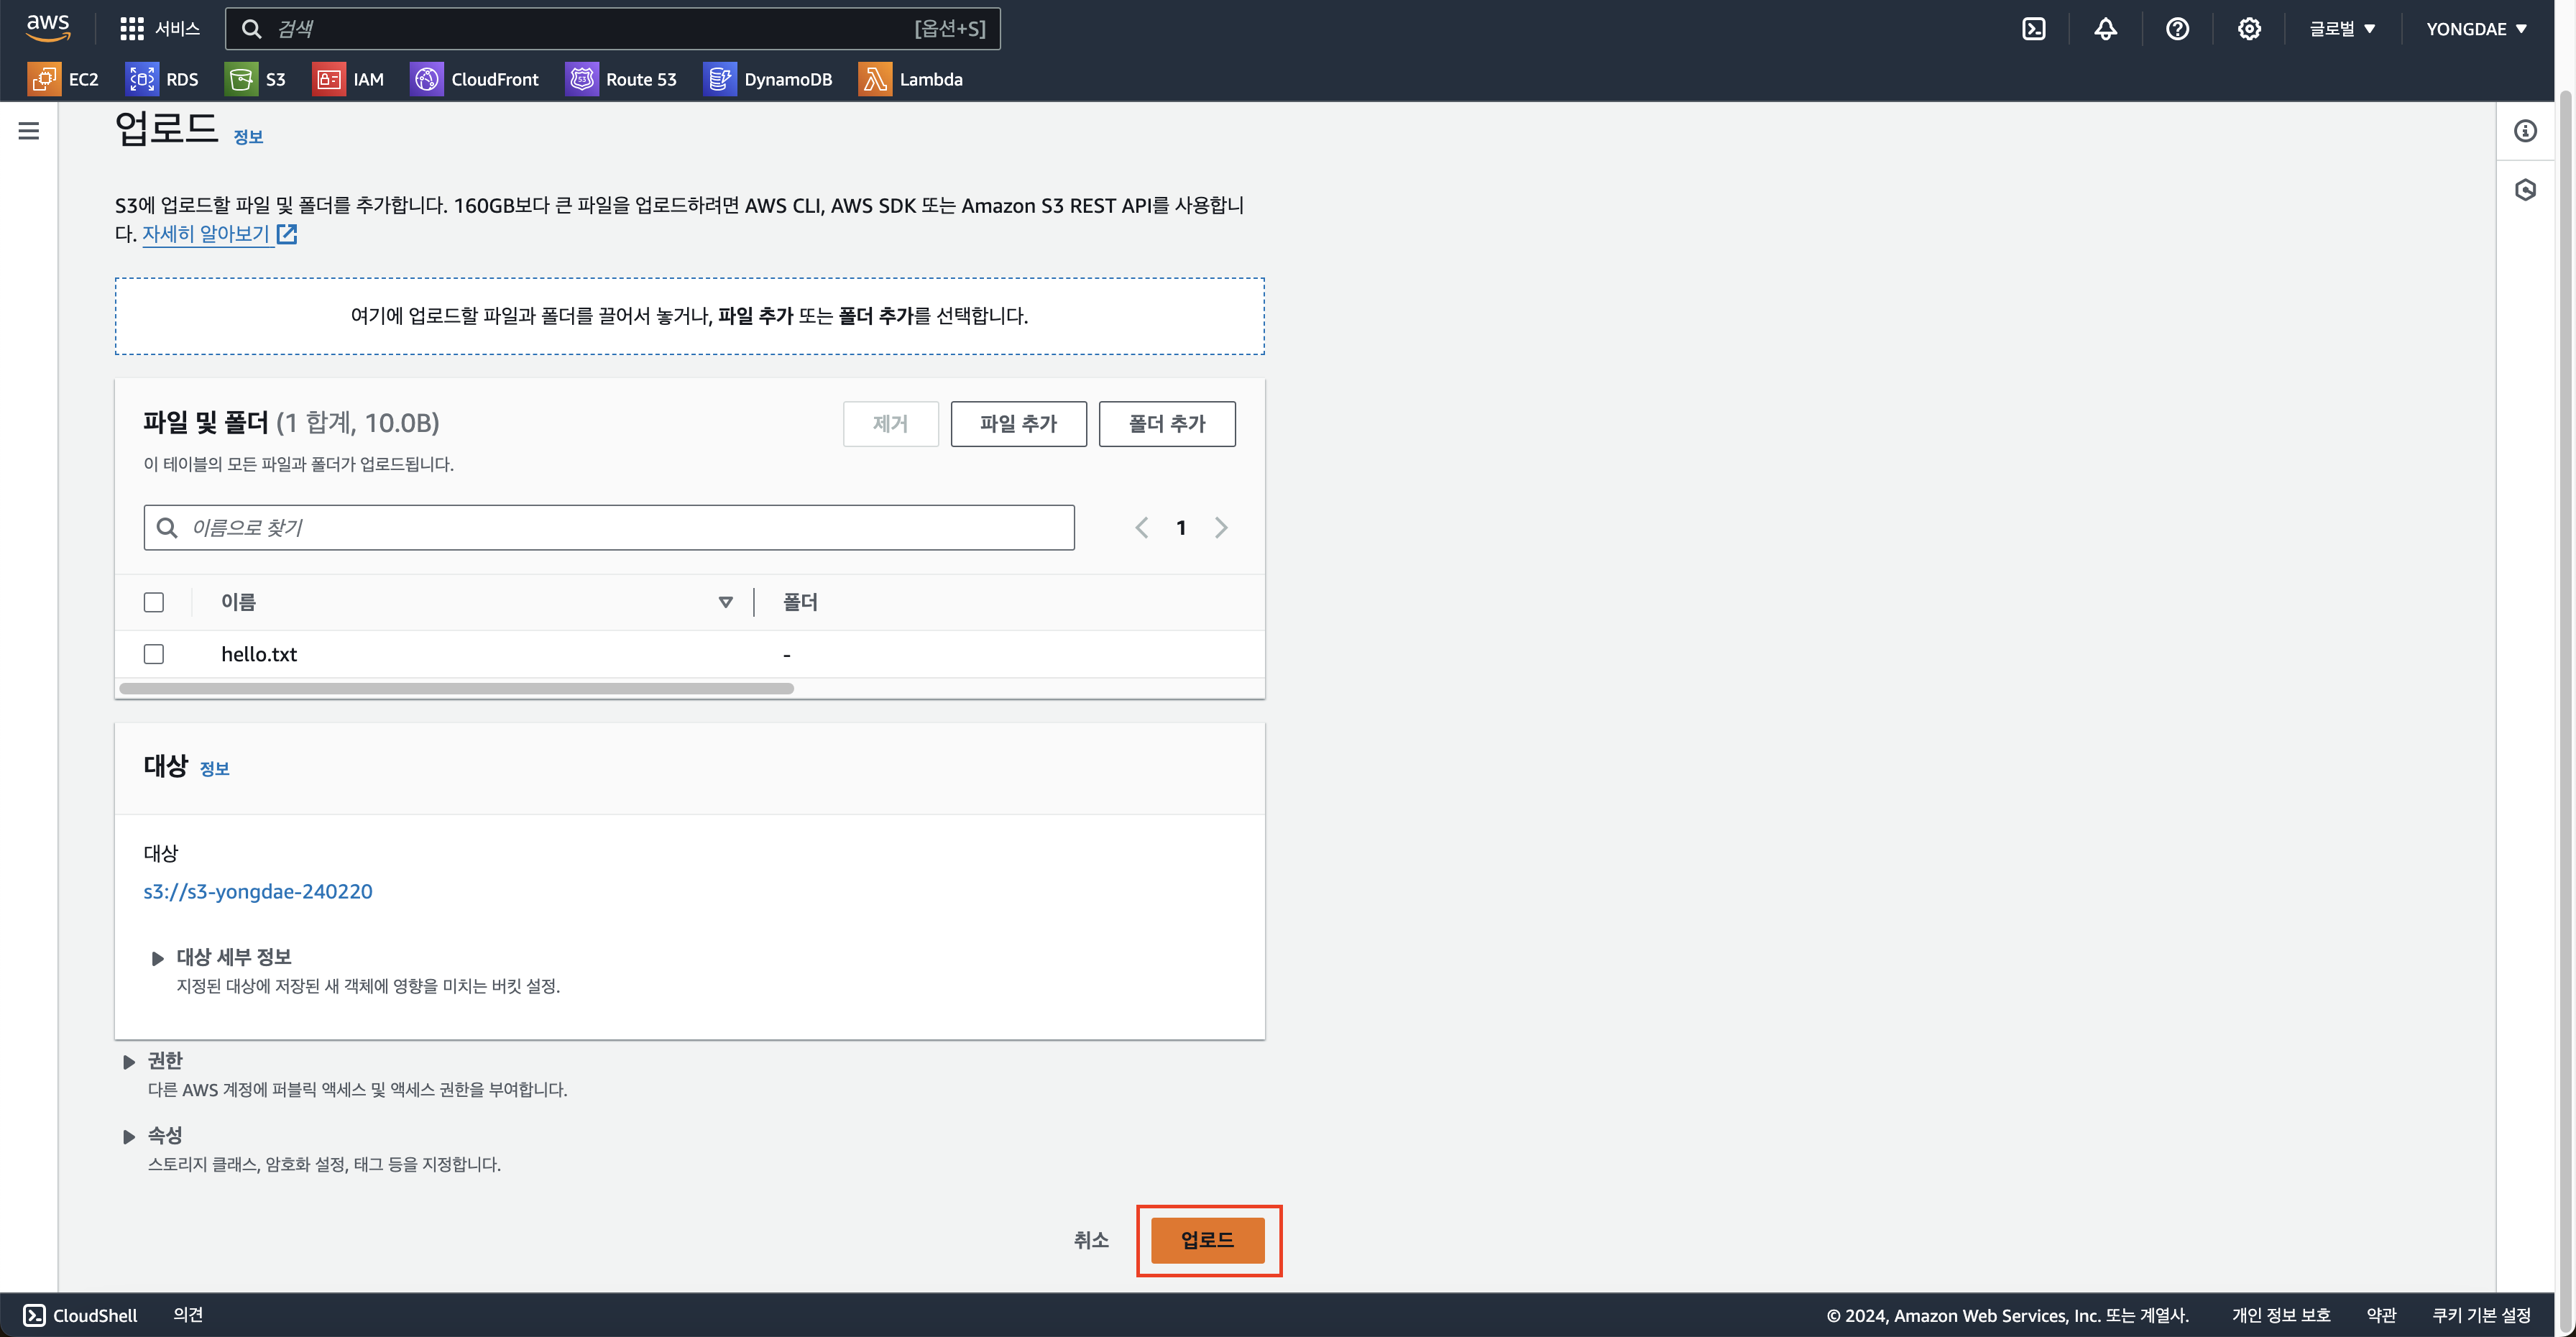 aws
서비스
검색
[옵션+S]
글로벌
YONGDAE
EC2
RDS
S3
IAM
CloudFront
Route 53
DynamoDB
Lambda
업로드 정보
S3에 업로드할 파일 및 폴더를 추가합니다. 160GB보다 큰 파일을 업로드하려면 AWS CLI, AWS SDK 또는 Amazon S3 REST API를 사용합니
다. 자세히 알아보기
여기에 업로드할 파일과 폴더를 끌어서 놓거나, 파일 추가 또는 폴더 추가를 선택합니다.
파일 및 폴더 (1 합계, 10.0B)
제거
파일 추가
폴더 추가
이 테이블의 모든 파일과 폴더가 업로드됩니다.
이름으로 찾기
1
이름
폴더
hello.txt
-
대상 정보
대상
s3://s3-yongdae-240220
대상 세부 정보
지정된 대상에 저장된 새 객체에 영향을 미치는 버킷 설정.
권한
다른 AWS 계정에 퍼블릭 액세스 및 액세스 권한을 부여합니다.
속성
스토리지 클래스, 암호화 설정, 태그 등을 지정합니다.
취소
업로드
CloudShell
의견
© 2024, Amazon Web Services, Inc. 또는 계열사.
개인 정보 보호
약관
쿠키 기본 설정